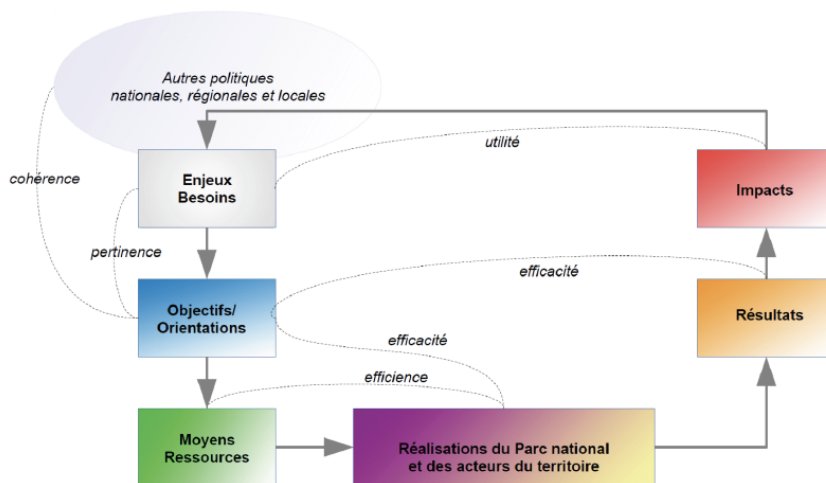 Autres politiques
nationales, régionales et locales
utilité
cohérence
Enjeux
Besoins
Impacts
pertinence
efficacité
Objectifs/
Orientations
Résultats
efficacité
efficience
Moyens
Ressources
Réalisations du Parc national
et des acteurs du territoire